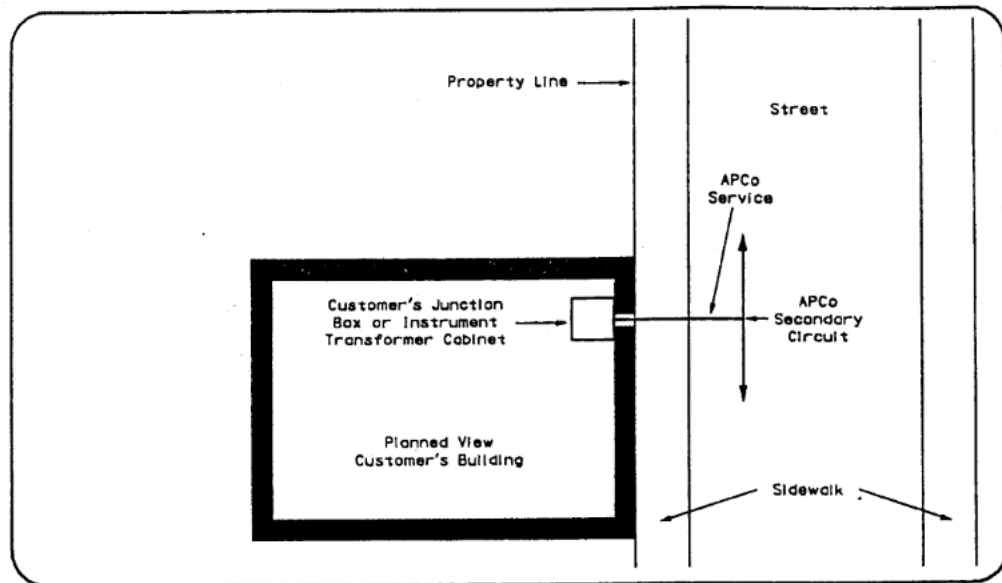 Property Line
Street
APCo
Service
Customer's Junction
Box or Instrument
Transformer Cabinet
APCo
Secondary
Circuit
Planned View
Customer's Building
Sidewalk